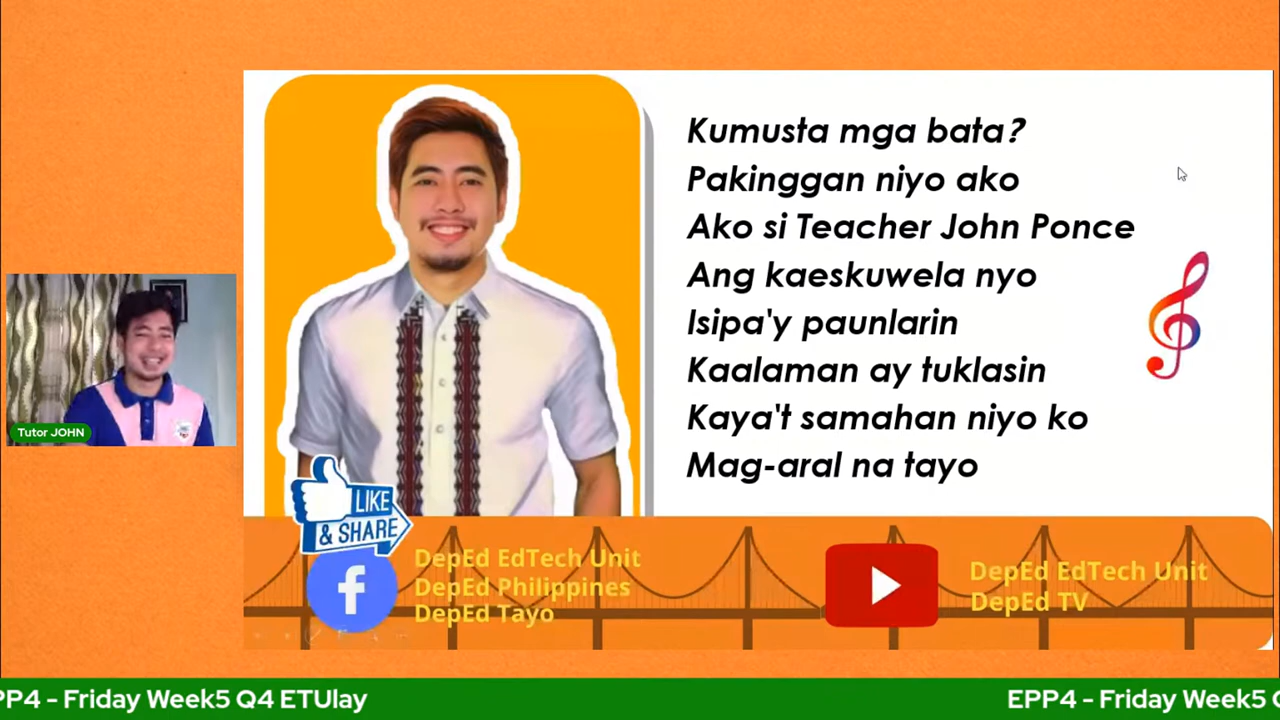 Kumusta mga bata?
Pakinggan niyo ako
Ako si Teacher John Ponce
Ang kaeskuwela nyo
Isipa'y paunlarin
Kaalaman ay tuklasin
Kaya't samahan niyo ko
Mag-aral na tayo
Tutor JOHN
LIKE
& SHARE
f
DepEd EdTech Unit
DepEd Philippines
DepEd Tayo
DepEd EdTech Unit
DepEd TV
PP4 - Friday Week5 Q4 ETUlay
EPP4 - Friday Week5 Q